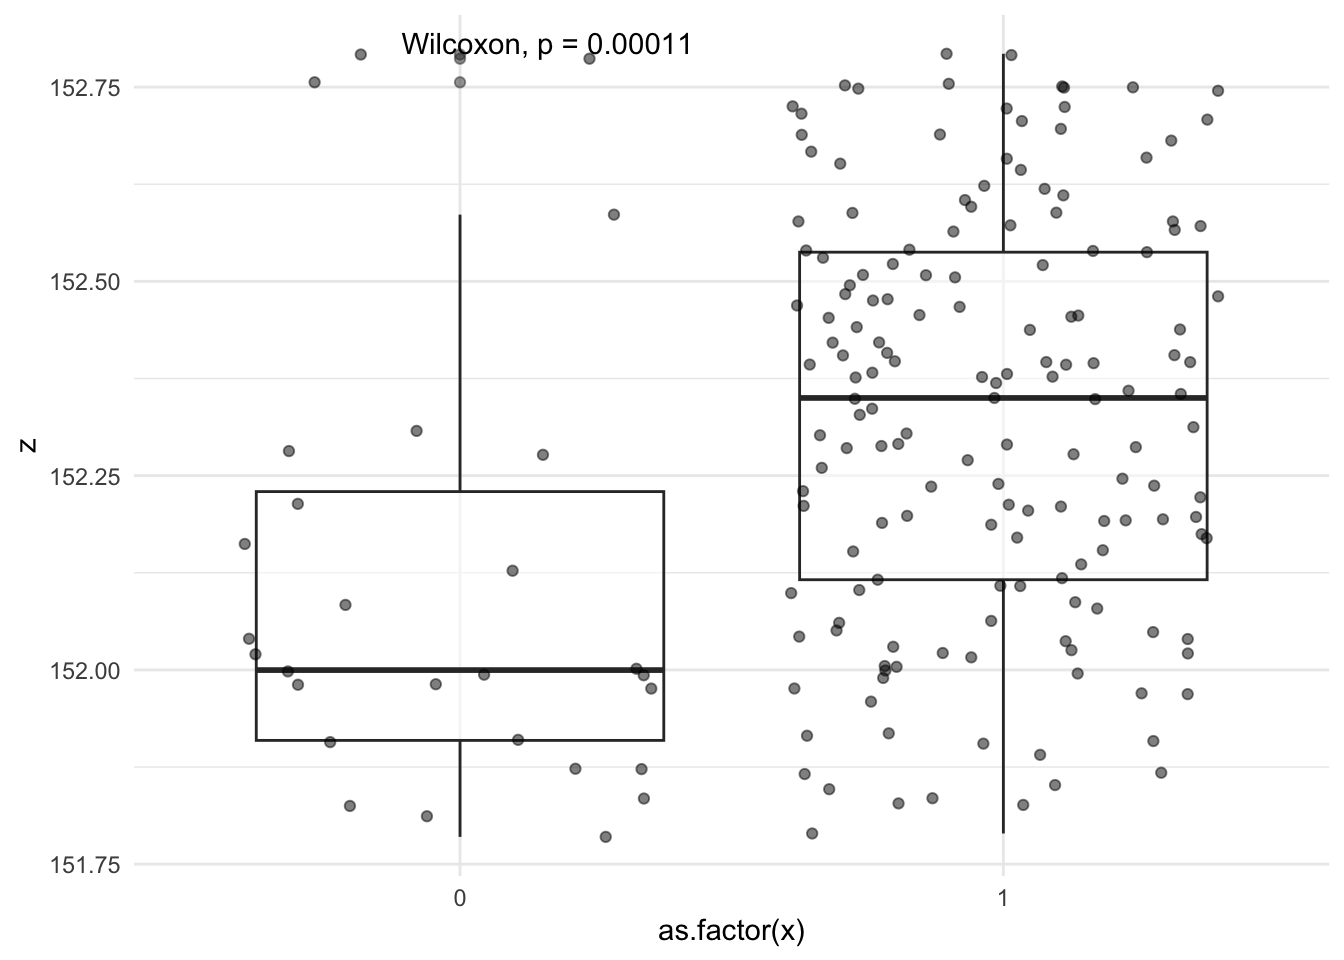 Wilcoxon, p = 0.00011
152.75
152.50
152.25
152.00
151.75
z
0 1
as.factor(x)